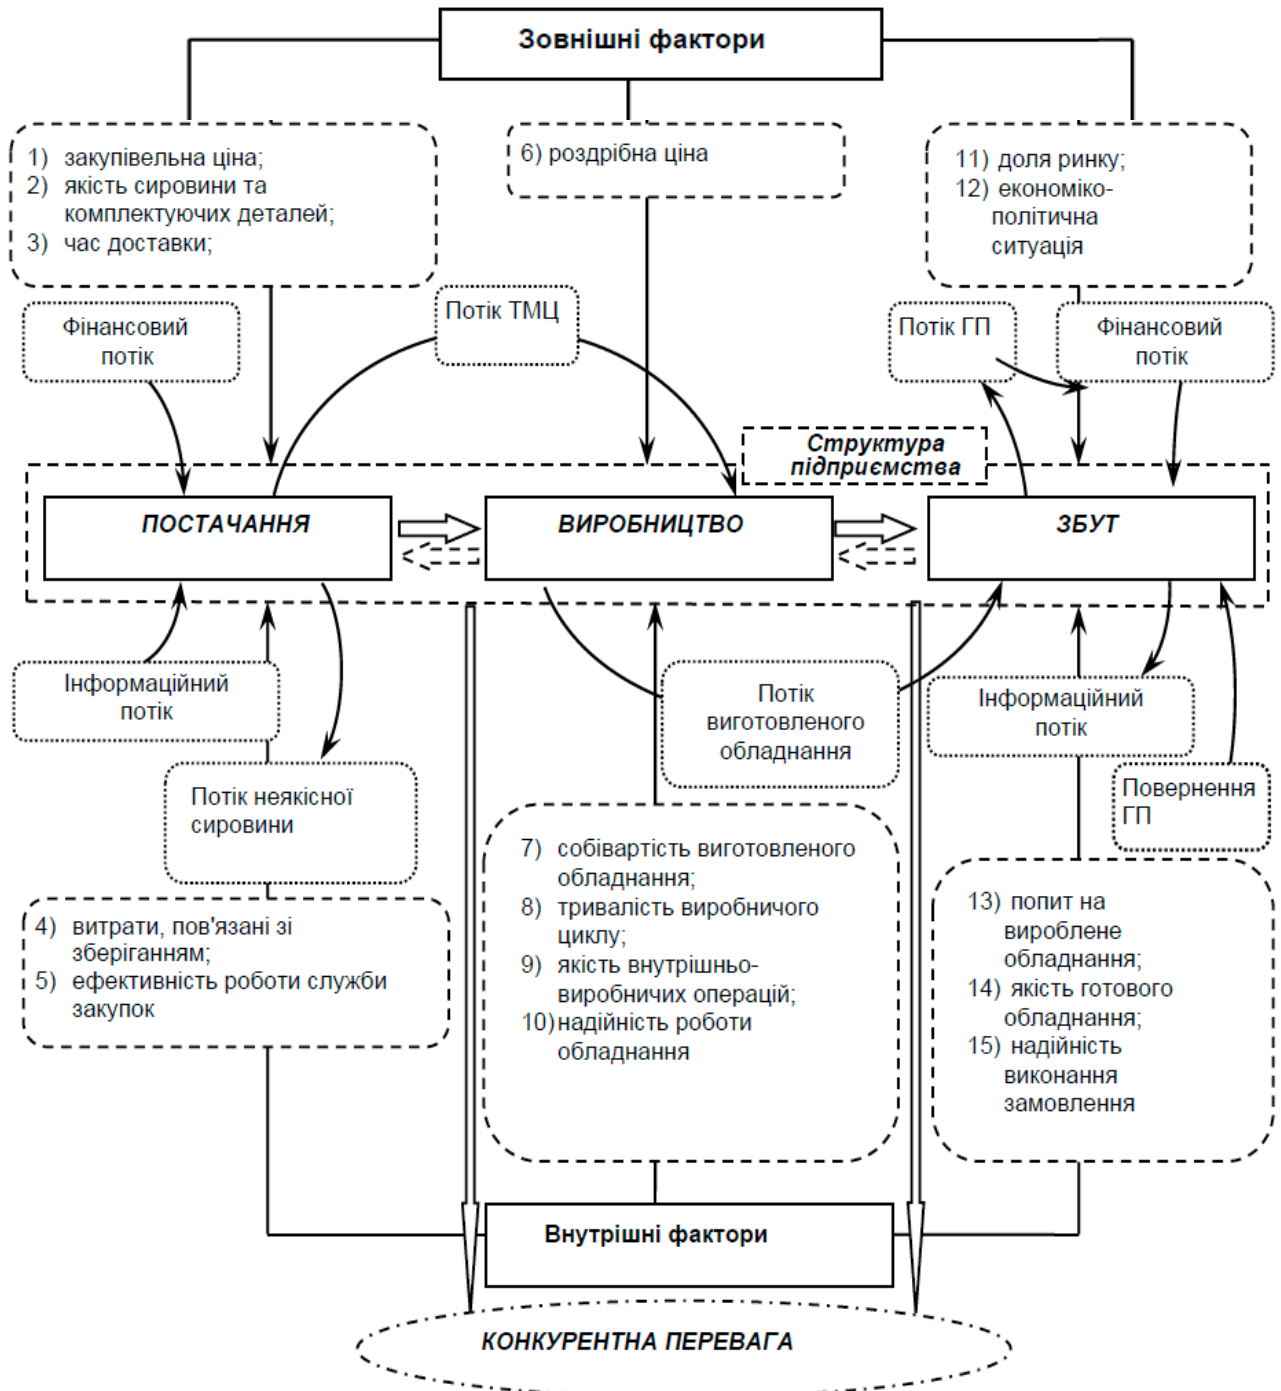 Зовнішні фактори
1) закупівельна ціна;
2) якість сировини та
комплектуючих деталей;
3) час доставки;
6) роздрібна ціна
11) доля ринку;
12) економіко-
політична
ситуація
Фінансовий
потік
Потік ТМЦ
Потік ГП
Фінансовий
потік
Структура
підприємства
ПОСТАЧАННЯ
ВИРОБНИЦТВО
ЗБУТ
Інформаційний
потік
Потік
виготовленого
обладнання
Інформаційний
потік
Потік неякісної
сировини
Повернення
ГП
4) витрати, пов'язані зі
зберіганням;
5) ефективність роботи служби
закупок
7) собівартість виготовленого
обладнання;
8) тривалість виробничого
циклу;
9) якість внутрішньо-
виробничих операцій;
10) надійність роботи
обладнання
13) попит на
вироблене
обладнання;
14) якість готового
обладнання;
15) надійність
виконання
замовлення
Внутрішні фактори
КОНКУРЕНТНА ПЕРЕВАГА